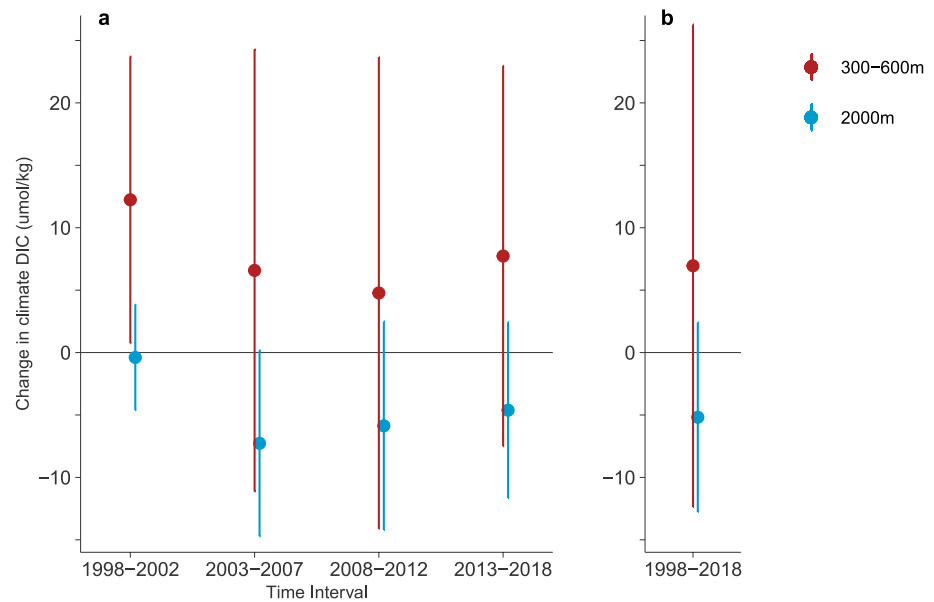 a
b
300−600m
2000m
Change in climate DIC (umol/kg)
20
10
0
−10
20
10
0
−10
1998−2002 2003−2007 2008−2012 2013−2018
1998−2018
Time Interval